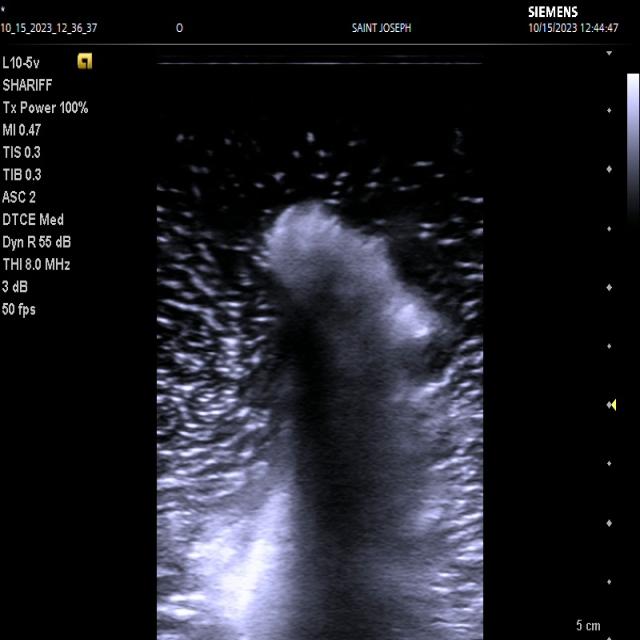 *
SIEMENS
10_15_2023_12_36_37
O
SAINT JOSEPH
10/15/2023 12:44:47
L10-5v
SHARIFF
Tx Power 100%
MI 0.47
TIS 0.3
TIB 0.3
ASC 2
DTCE Med
Dyn R 55 dB
THI 8.0 MHz
3 dB
50 fps
5 cm